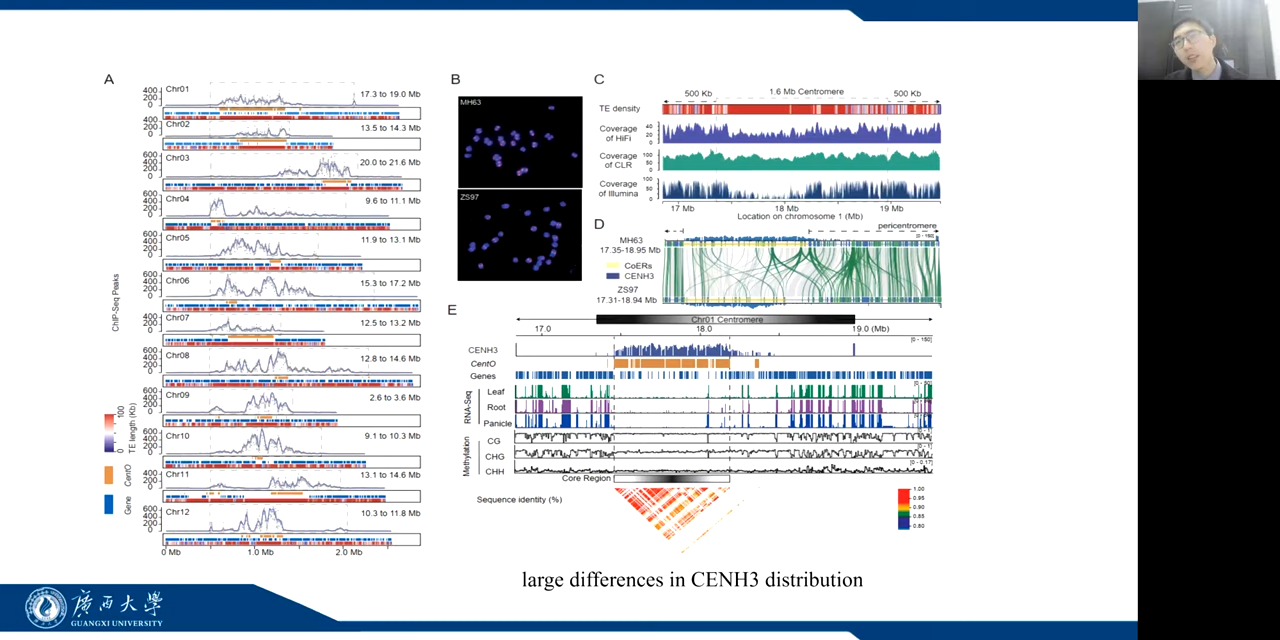 A
ChIP-Seq Peaks
400
200
0
Chr01
17.3 to 19.0 Mb
400
200
0
Chr02
13.5 to 14.3 Mb
600
400
200
0
Chr03
20.0 to 21.6 Mb
600
400
200
0
Chr04
9.6 to 11.1 Mb
600
400
200
0
Chr05
11.9 to 13.1 Mb
600
400
200
0
Chr06
15.3 to 17.2 Mb
400
200
0
Chr07
12.5 to 13.2 Mb
600
400
200
0
Chr08
12.8 to 14.6 Mb
600
400
200
0
Chr09
2.6 to 3.6 Mb
600
400
200
0
Chr10
9.1 to 10.3 Mb
400
200
0
Chr11
13.1 to 14.6 Mb
600
400
200
0
Chr12
10.3 to 11.8 Mb
0 Mb 1.0 Mb 2.0 Mb
0 100
TE length (Kb)
CentO
Gene
B
MH63
ZS97
C
500 Kb 1.6 Mb Centromere 500 Kb
TE density
Coverage
of HiFi
40
20
0
Coverage
of CLR
100
50
0
Coverage
of Illumina
100
50
0
17 Mb 18 Mb 19 Mb
Location on chromosome 1 (Mb)
D
pericentromere
MH63
17.35-18.95 Mb
CoERs
CENH3
ZS97
17.31-18.94 Mb
E
Chr01 Centromere
17.0 18.0 19.0 (Mb)
[0 - 150]
CENH3
CentO
Genes
RNA-Seq
Leaf
Root
Panicle
Methylation
CG
CHG
CHH
[0 - 0.17]
Core Region
Sequence identity (%)
1.00
0.95
0.90
0.85
0.80
large differences in CENH3 distribution
廣西大學
GUANGXI UNIVERSITY